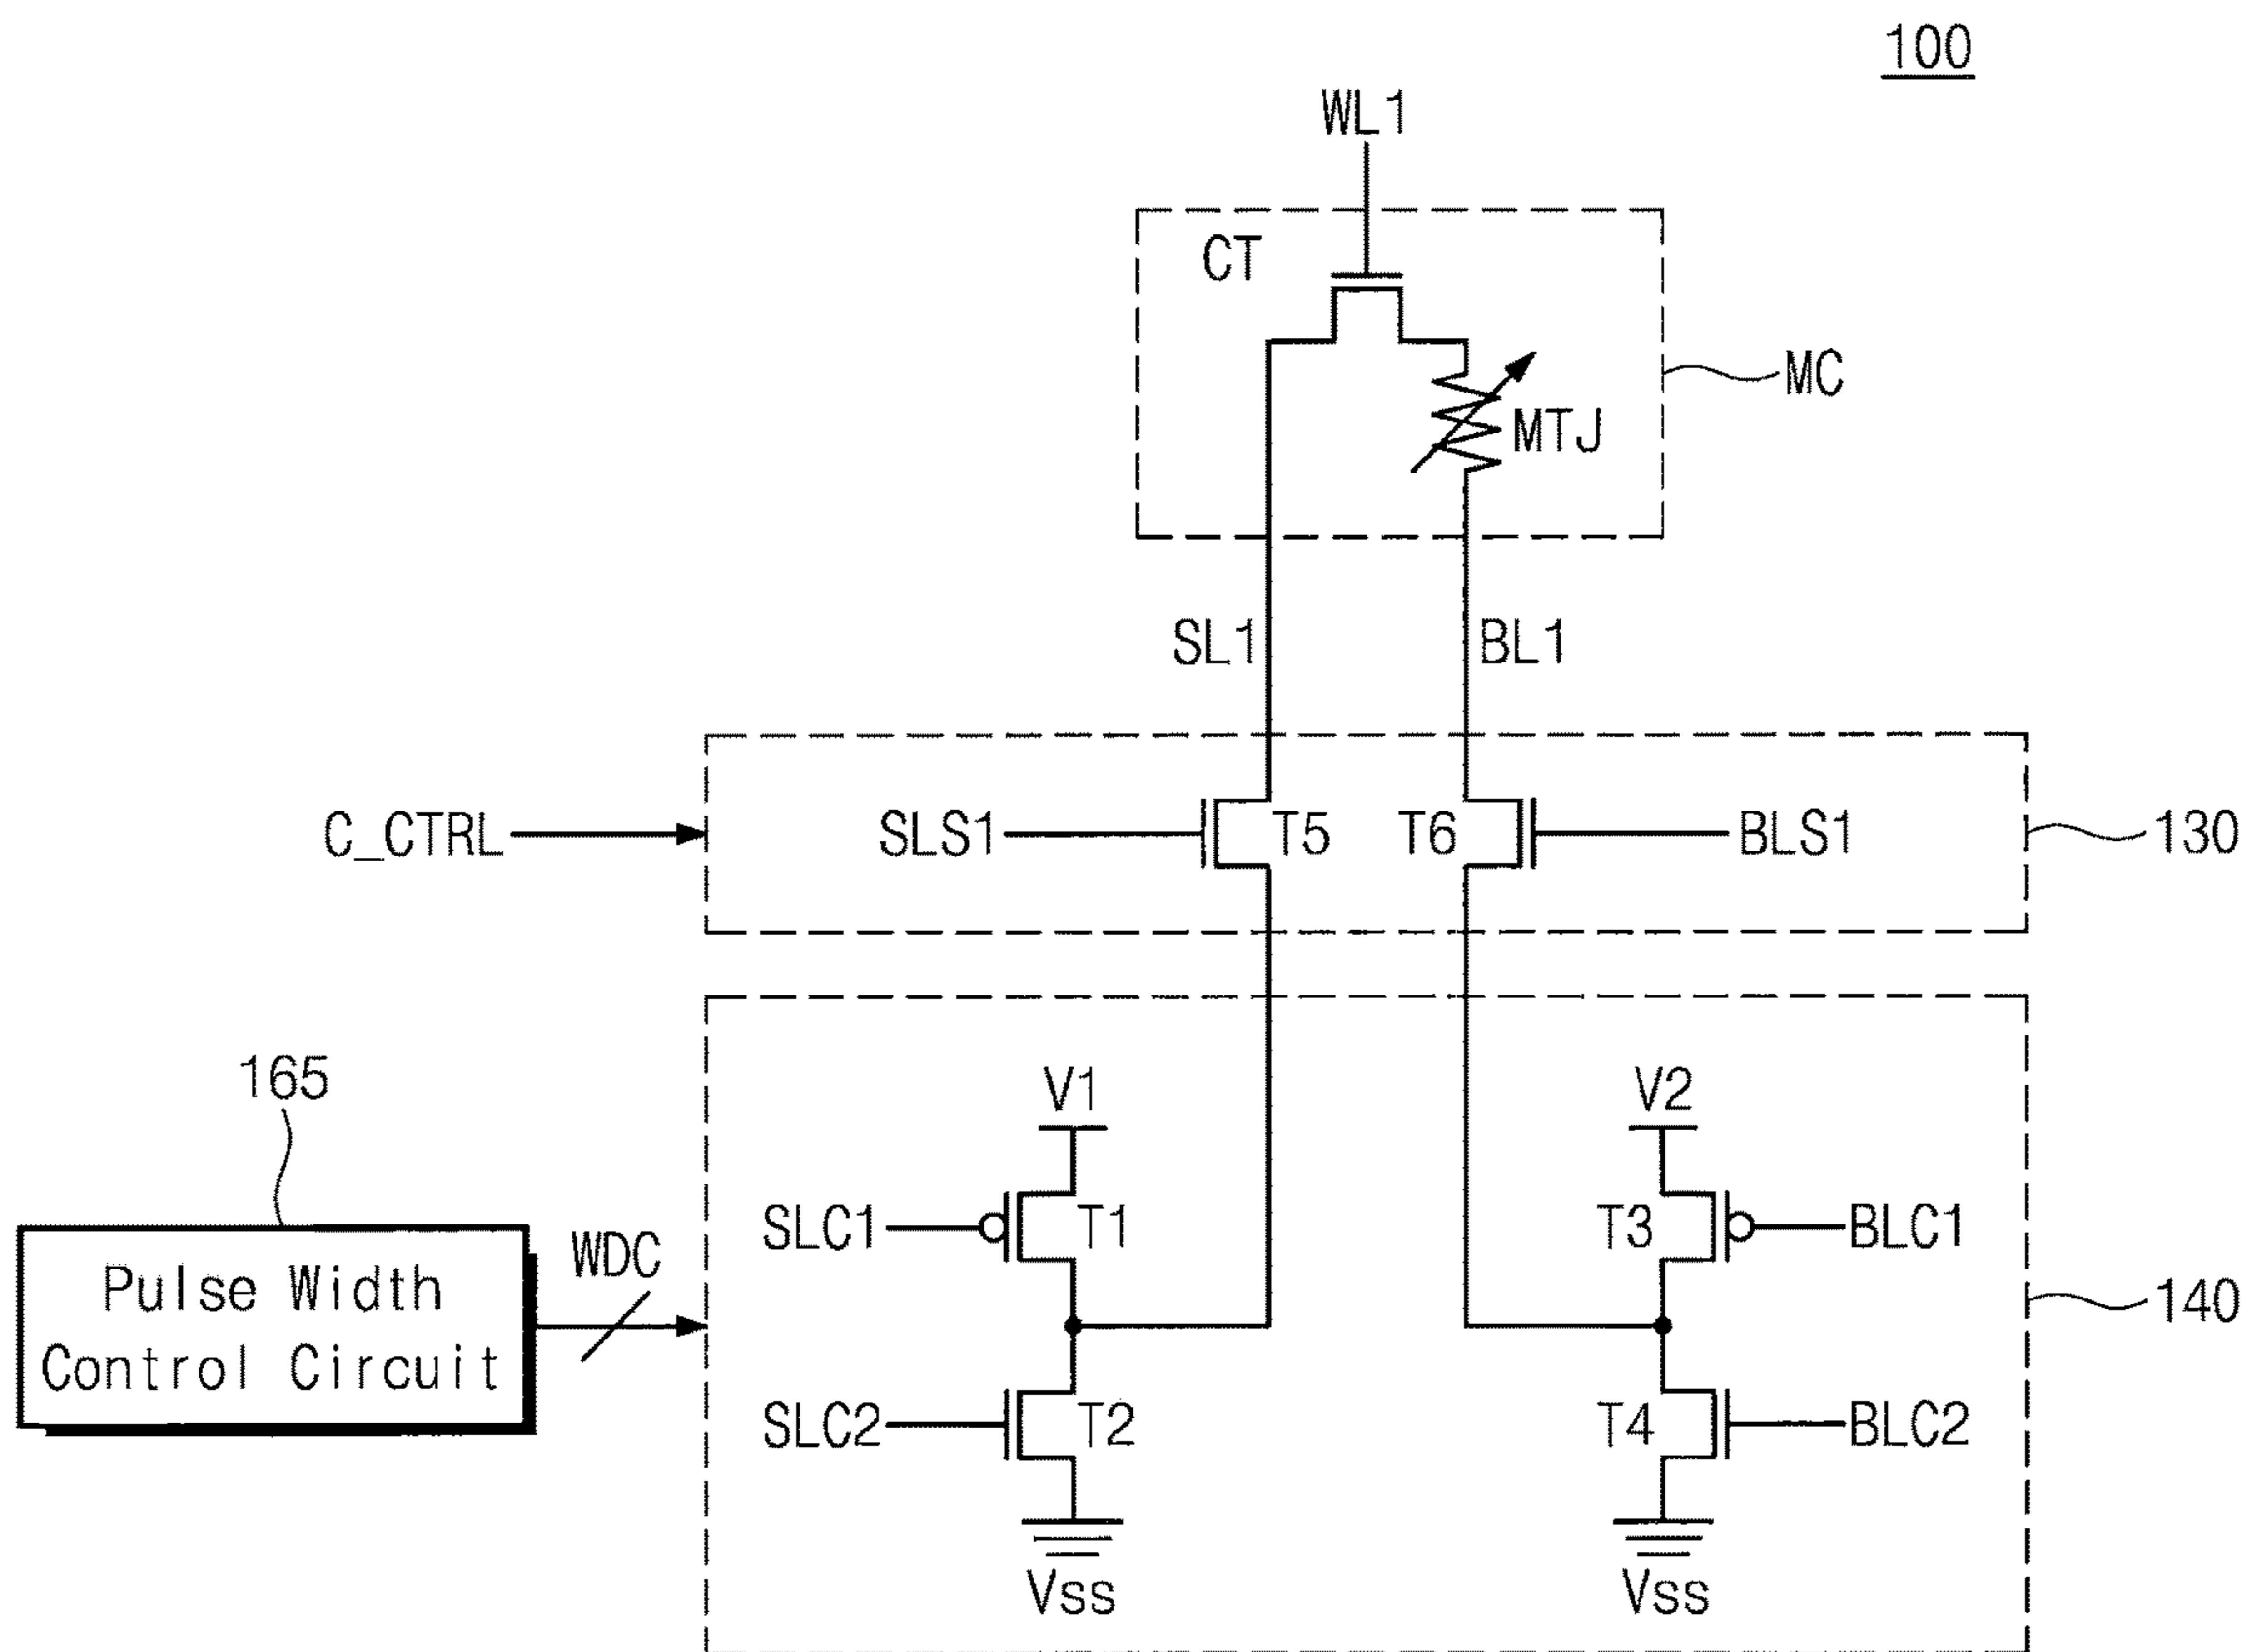 100
WL1
CT
MC
MTJ
SL1
BL1
C_CTRL
SLS1
T5
T6
BLS1
130
165
V1
V2
Pulse Width
Control Circuit
WDC
SLC1
T1
T3
BLC1
140
SLC2
T2
T4
BLC2
Vss
Vss